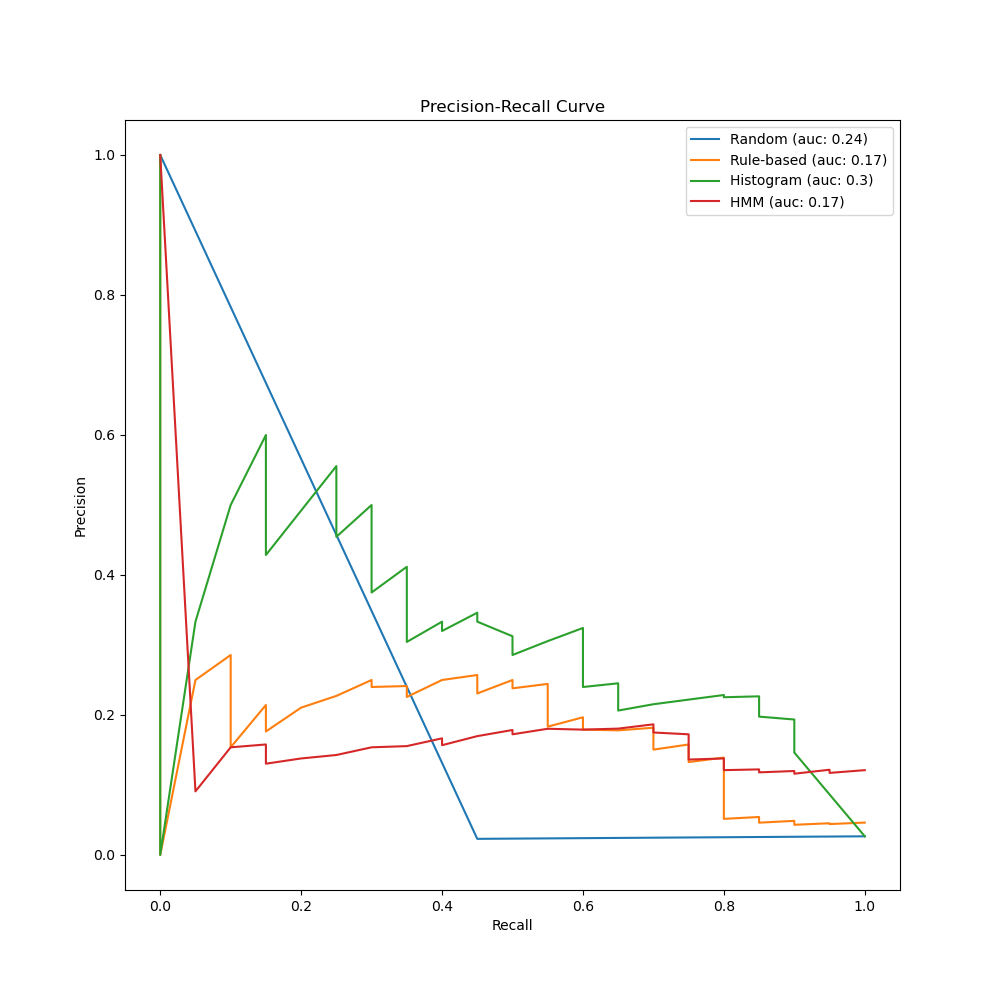 Precision-Recall Curve
Random (auc: 0.24)
Rule-based (auc: 0.17)
Histogram (auc: 0.3)
HMM (auc: 0.17)
Precision
1.0
0.8
0.6
0.4
0.2
0.0
0.0 0.2 0.4 0.6 0.8 1.0
Recall